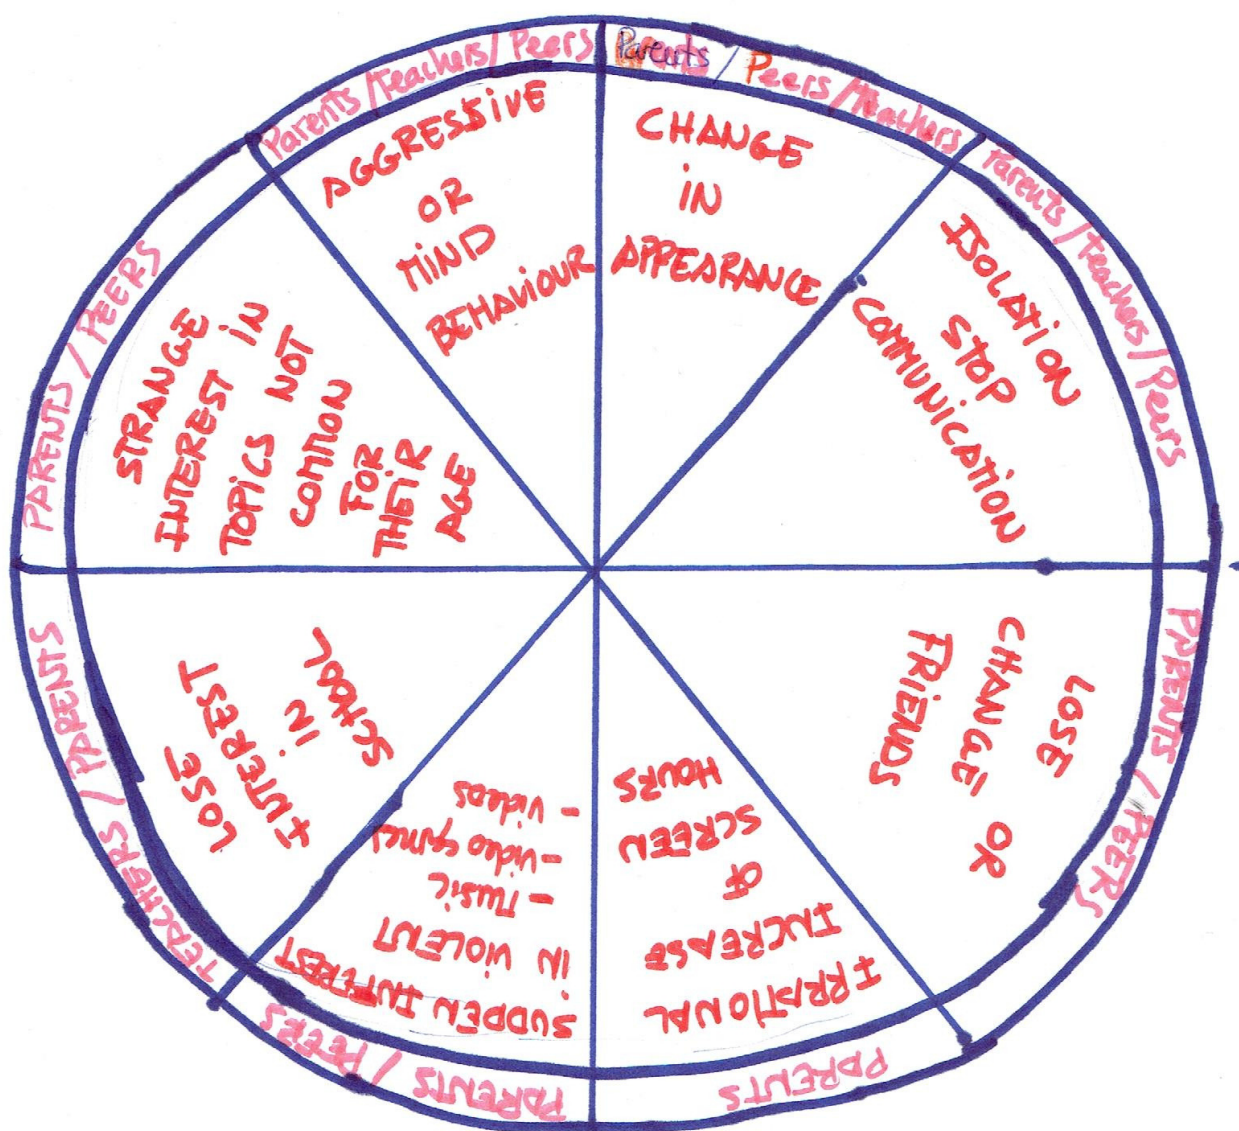 Parents / Peers / teachers
CHANGE
iN
APPEARANCE
Parents / Teachers / Peers
ISOLATION
STOP
COMMUNICATION
PARENTS / PEERS
LOSE
CHANGE OR
FRIENDS
PARENTS
IRRATIONAL
INCREASE
OF
SCREEN
HOURS
PARENTS / PEERS
SUDDEN INTEREST
iN ViOLENT
- Music
- Video games
- Videos
TEACHERS / PARENTS
LOSE
INTEREST
IN
SCHOOL
PARENTS / PEERS
STRANGE
INTEREST iN
TOPiCS NOT
COMMON
FOR
THEiR
AGE
Parents / Teachers / Peers
AGGRESSiVE
OR
MiND
BEHAViOUR